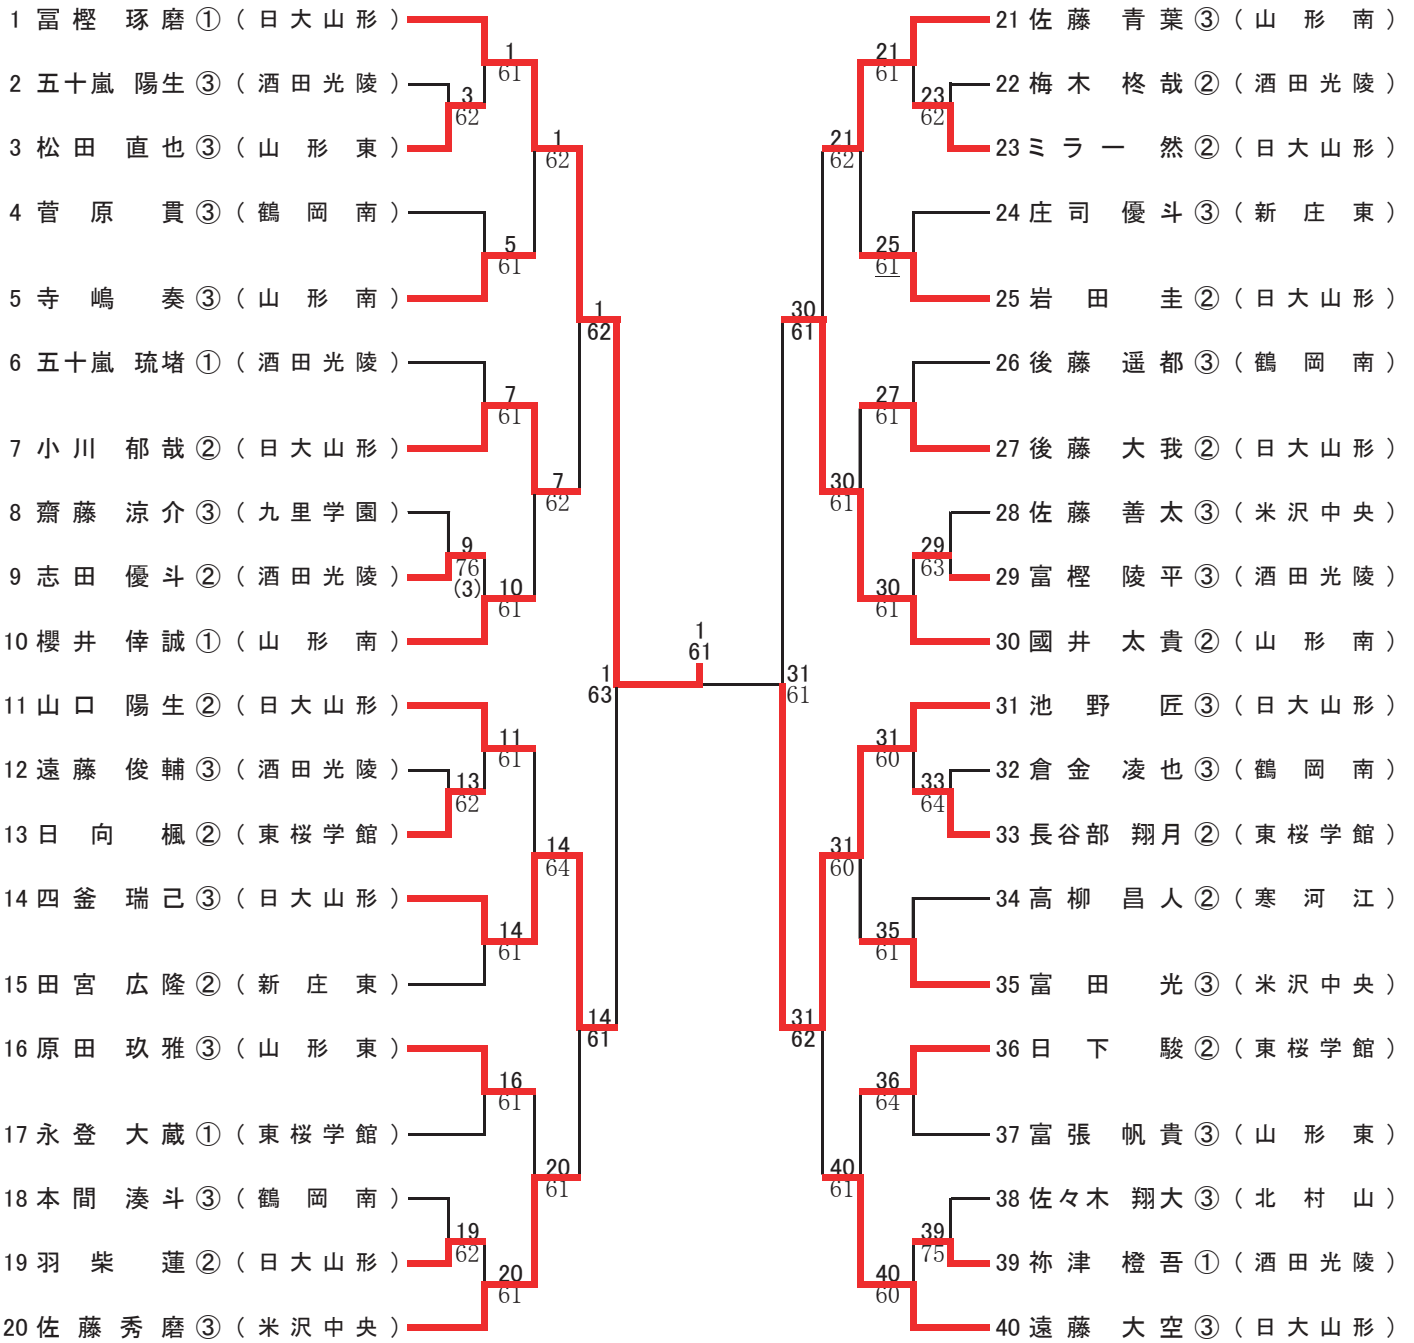 1 冨樫 琢磨 ① (日大山形)
2 五十嵐 陽生 ③ (酒田光陵)
3 松田 直也 ③ (山形東)
4 菅原 貫 ③ (鶴岡南)
5 寺嶋 奏 ③ (山形南)
6 五十嵐 琉堵 ① (酒田光陵)
7 小川 郁哉 ② (日大山形)
8 齋藤 涼介 ③ (九里学園)
9 志田 優斗 ② (酒田光陵)
10 櫻井 倖誠 ① (山形南)
11 山口 陽生 ② (日大山形)
12 遠藤 俊輔 ③ (酒田光陵)
13 日向 楓 ② (東桜学館)
14 四釜 瑞己 ③ (日大山形)
15 田宮 広隆 ② (新庄東)
16 原田 玖雅 ③ (山形東)
17 永登 大蔵 ① (東桜学館)
18 本間 湊斗 ③ (鶴岡南)
19 羽柴 蓮 ② (日大山形)
20 佐藤 秀磨 ③ (米沢中央)
3
62
9
76
(3)
13
62
19
62
1
61
5
61
7
61
10
61
11
61
14
61
16
61
20
61
1
62
7
62
14
64
20
61
1
62
14
61
1
63
1
61
31
61
30
61
31
62
21
62
30
61
31
60
40
61
21
61
25
61
27
61
30
61
31
60
35
61
36
64
40
60
23
62
29
63
33
64
39
75
21 佐藤 青葉 ③ (山形南)
22 梅木 柊哉 ② (酒田光陵)
23 ミラー 然 ② (日大山形)
24 庄司 優斗 ③ (新庄東)
25 岩田 圭 ② (日大山形)
26 後藤 遥都 ③ (鶴岡南)
27 後藤 大我 ② (日大山形)
28 佐藤 善太 ③ (米沢中央)
29 富樫 陵平 ③ (酒田光陵)
30 國井 太貴 ② (山形南)
31 池野 匠 ③ (日大山形)
32 倉金 凌也 ③ (鶴岡南)
33 長谷部 翔月 ② (東桜学館)
34 高柳 昌人 ② (寒河江)
35 富田 光 ③ (米沢中央)
36 日下 駿 ② (東桜学館)
37 富張 帆貴 ③ (山形東)
38 佐々木 翔大 ③ (北村山)
39 祢津 橙吾 ① (酒田光陵)
40 遠藤 大空 ③ (日大山形)